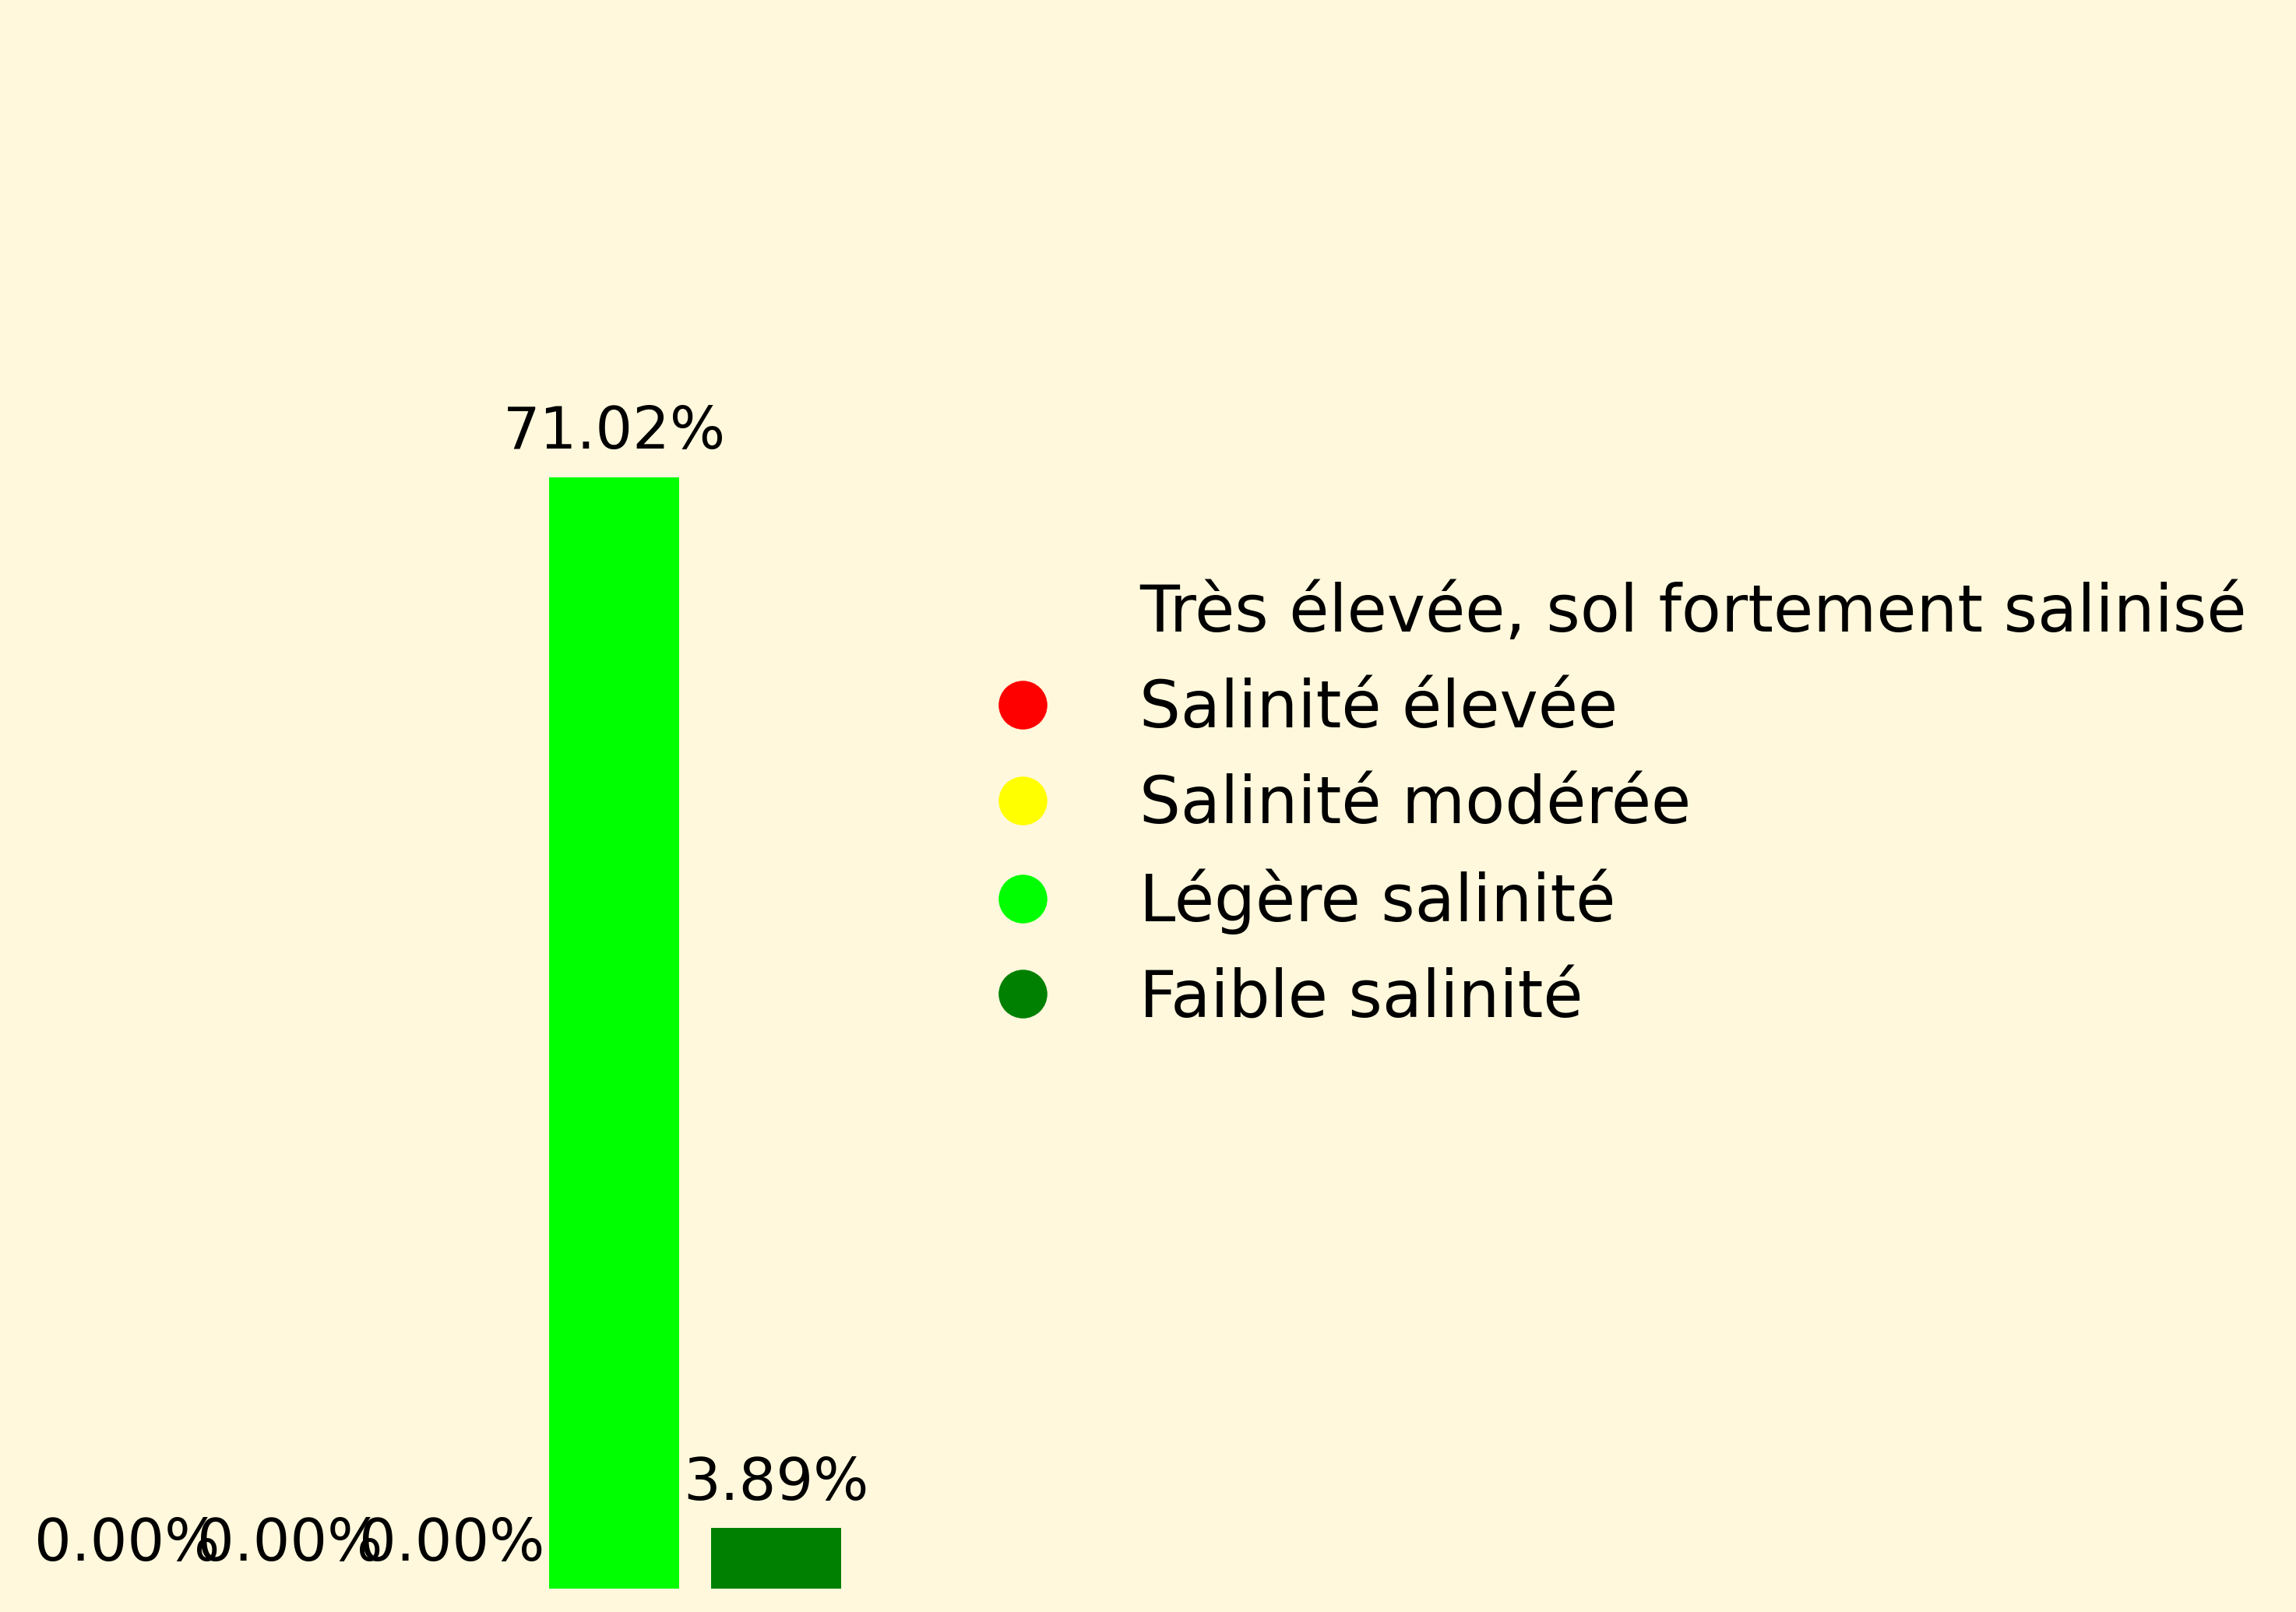 71.02%
Très élevée, sol fortement salinisé
Salinité élevée
Salinité modérée
Légère salinité
Faible salinité
3.89%
0.00% 0.00% 0.00%